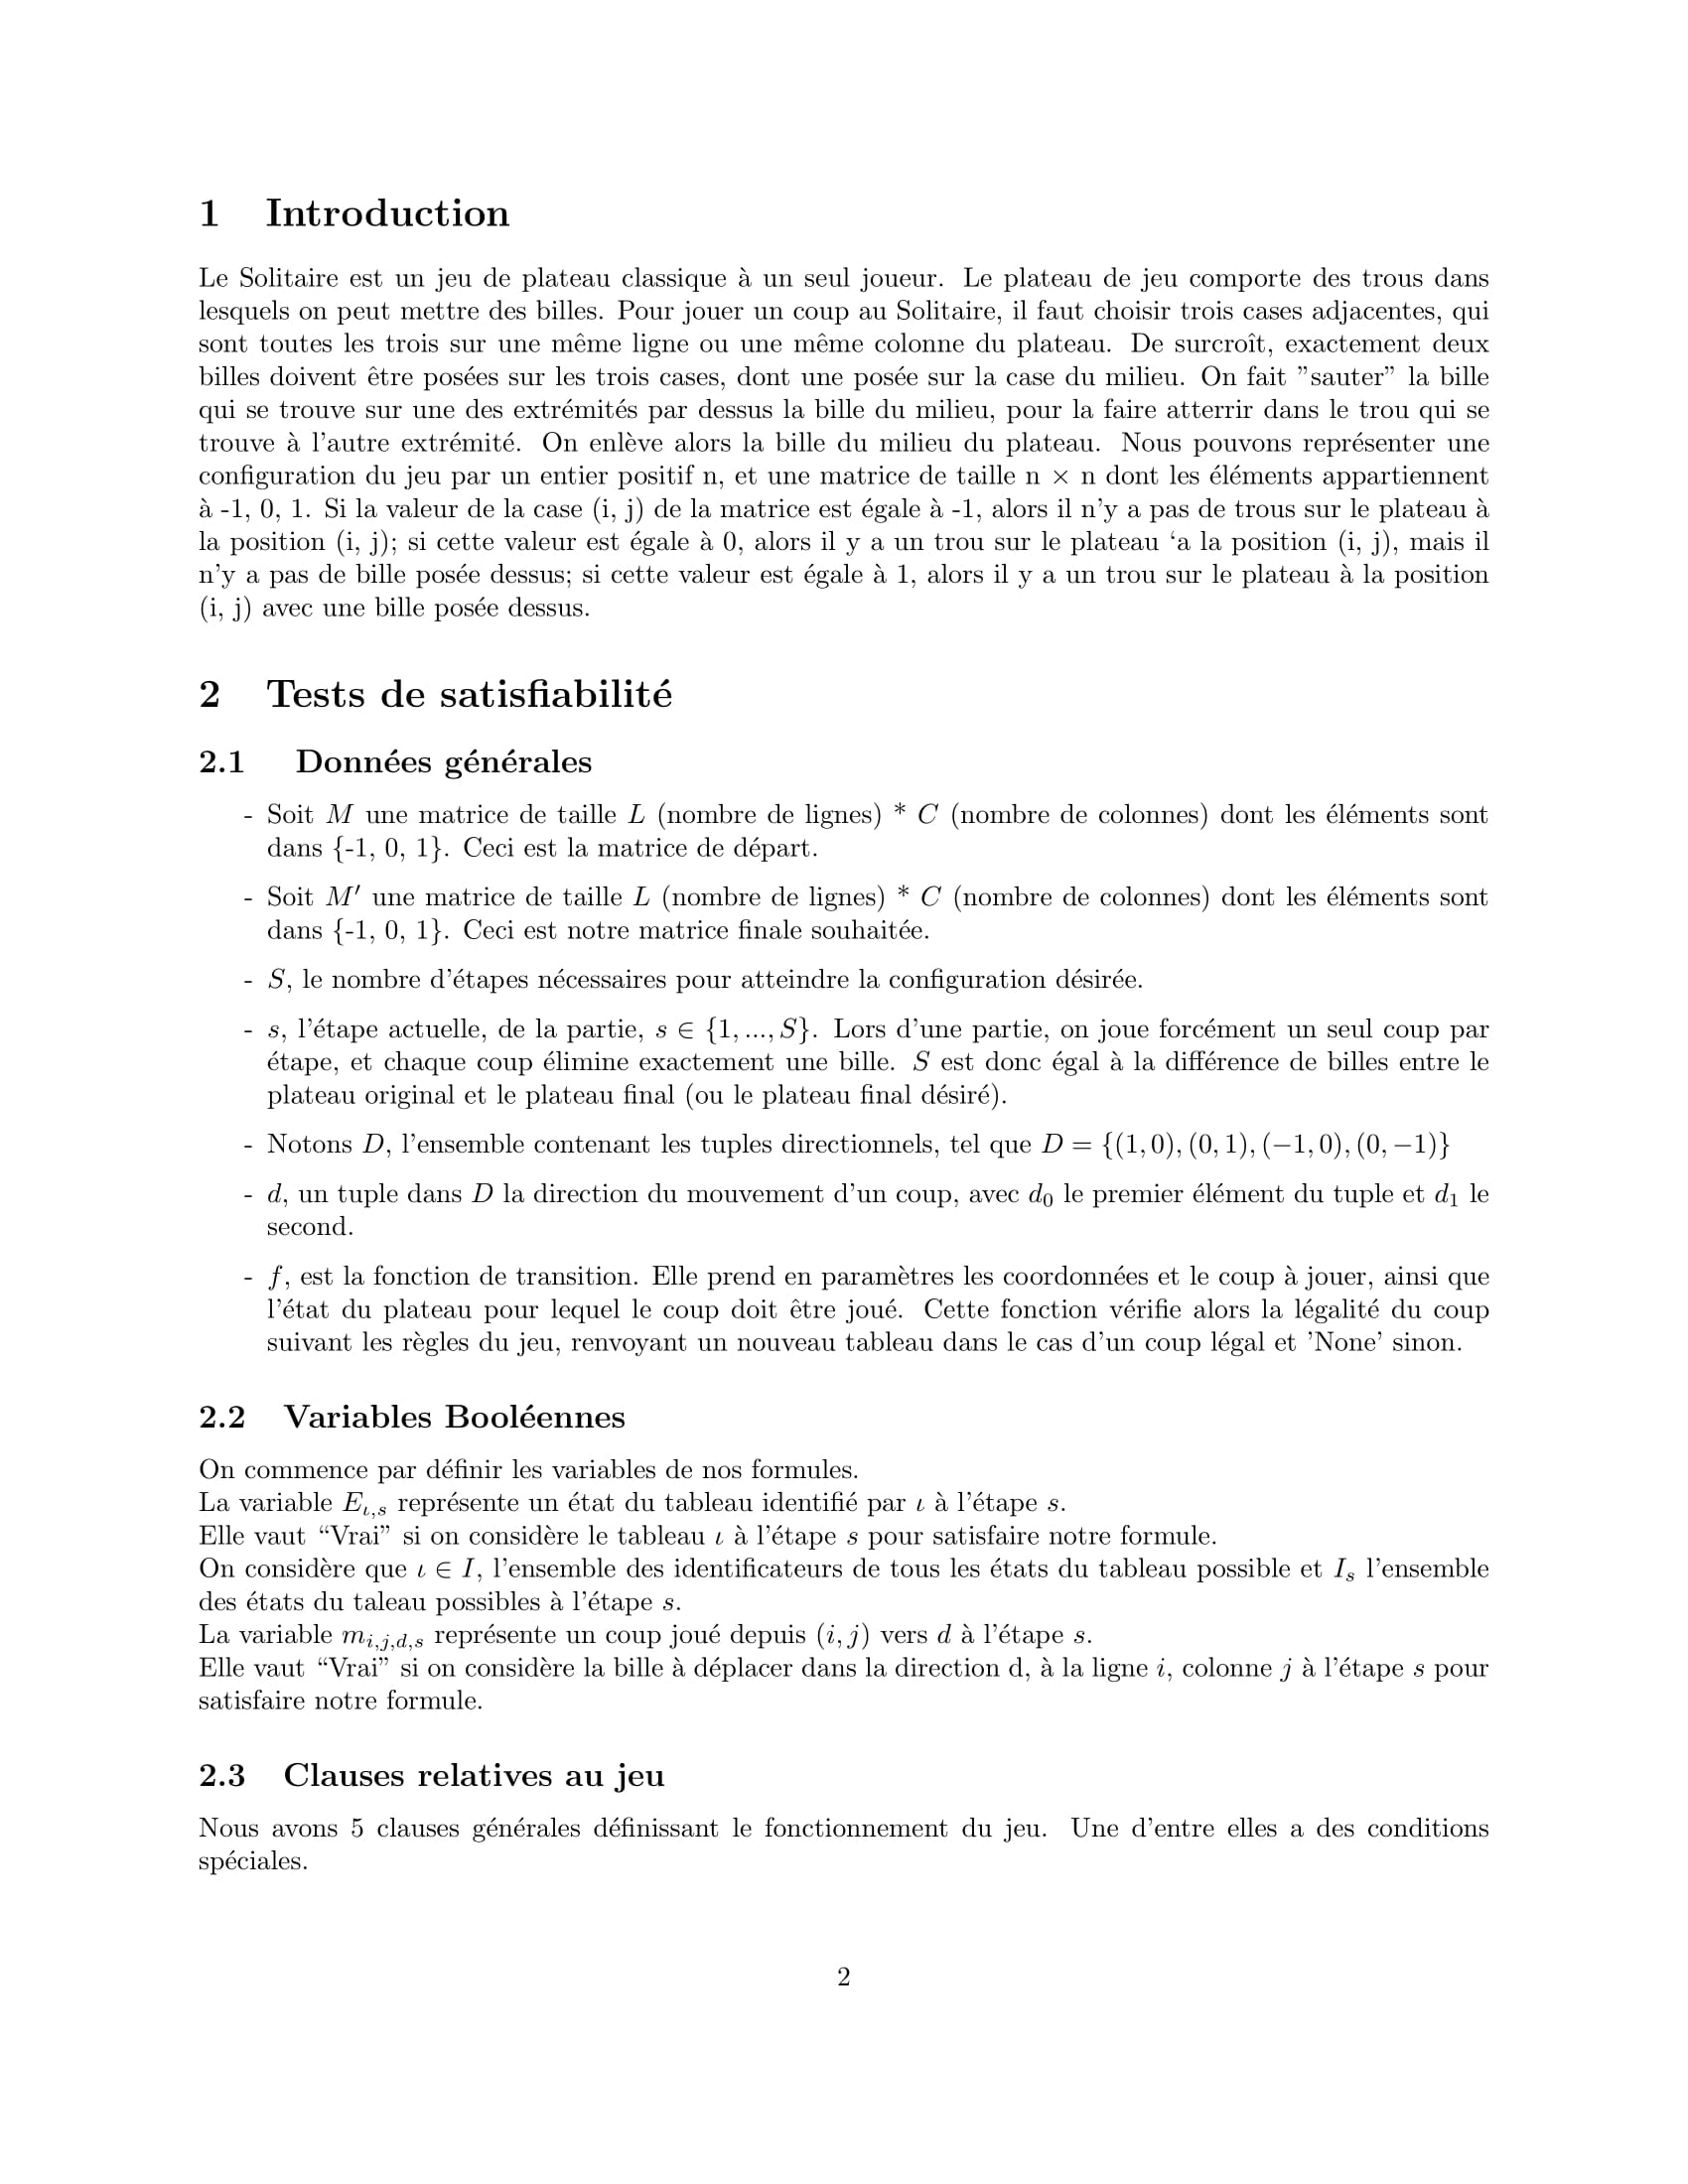 1 Introduction
Le Solitaire est un jeu de plateau classique à un seul joueur. Le plateau de jeu comporte des trous dans
lesquels on peut mettre des billes. Pour jouer un coup au Solitaire, il faut choisir trois cases adjacentes, qui
sont toutes les trois sur une même ligne ou une même colonne du plateau. De surcroît, exactement deux
billes doivent être posées sur les trois cases, dont une posée sur la case du milieu. On fait ”sauter” la bille
qui se trouve sur une des extrémités par dessus la bille du milieu, pour la faire atterrir dans le trou qui se
trouve à l’autre extrémité. On enlève alors la bille du milieu du plateau. Nous pouvons représenter une
configuration du jeu par un entier positif n, et une matrice de taille n × n dont les éléments appartiennent
à -1, 0, 1. Si la valeur de la case (i, j) de la matrice est égale à -1, alors il n’y a pas de trous sur le plateau à
la position (i, j); si cette valeur est égale à 0, alors il y a un trou sur le plateau ‘a la position (i, j), mais il
n’y a pas de bille posée dessus; si cette valeur est égale à 1, alors il y a un trou sur le plateau à la position
(i, j) avec une bille posée dessus.
2 Tests de satisfiabilité
2.1 Données générales
- Soit M une matrice de taille L (nombre de lignes) * C (nombre de colonnes) dont les éléments sont
dans {-1, 0, 1}. Ceci est la matrice de départ.
- Soit M′ une matrice de taille L (nombre de lignes) * C (nombre de colonnes) dont les éléments sont
dans {-1, 0, 1}. Ceci est notre matrice finale souhaitée.
- S, le nombre d’étapes nécessaires pour atteindre la configuration désirée.
- s, l’étape actuelle, de la partie, s ∈ {1, ..., S}. Lors d’une partie, on joue forcément un seul coup par
étape, et chaque coup élimine exactement une bille. S est donc égal à la différence de billes entre le
plateau original et le plateau final (ou le plateau final désiré).
- Notons D, l’ensemble contenant les tuples directionnels, tel que D = {(1, 0), (0, 1), (−1, 0), (0, −1)}
- d, un tuple dans D la direction du mouvement d’un coup, avec d₀ le premier élément du tuple et d₁ le
second.
- f, est la fonction de transition. Elle prend en paramètres les coordonnées et le coup à jouer, ainsi que
l’état du plateau pour lequel le coup doit être joué. Cette fonction vérifie alors la légalité du coup
suivant les règles du jeu, renvoyant un nouveau tableau dans le cas d’un coup légal et ’None’ sinon.
2.2 Variables Booléennes
On commence par définir les variables de nos formules.
La variable E_{ι,s} représente un état du tableau identifié par ι à l’étape s.
Elle vaut “Vrai” si on considère le tableau ι à l’étape s pour satisfaire notre formule.
On considère que ι ∈ I, l’ensemble des identificateurs de tous les états du tableau possible et I_s l’ensemble
des états du taleau possibles à l’étape s.
La variable m_{i,j,d,s} représente un coup joué depuis (i, j) vers d à l’étape s.
Elle vaut “Vrai” si on considère la bille à déplacer dans la direction d, à la ligne i, colonne j à l’étape s pour
satisfaire notre formule.
2.3 Clauses relatives au jeu
Nous avons 5 clauses générales définissant le fonctionnement du jeu. Une d’entre elles a des conditions
spéciales.
2